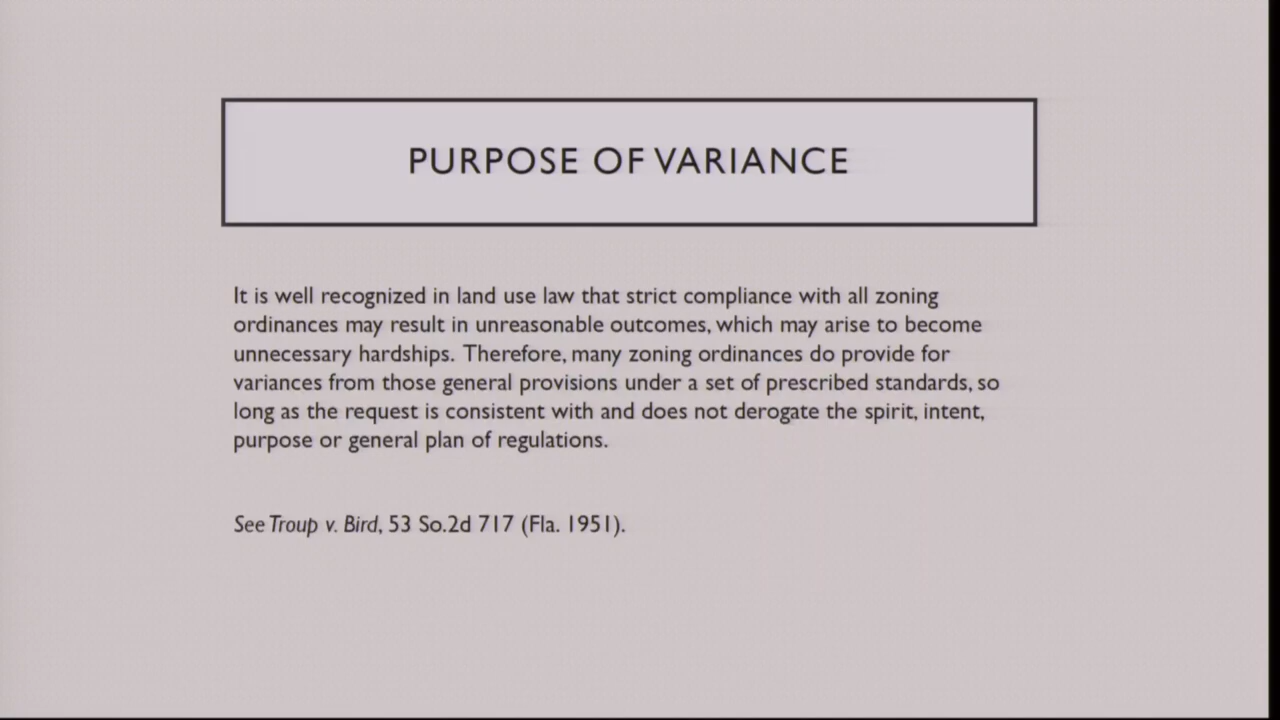 PURPOSE OF VARIANCE
It is well recognized in land use law that strict compliance with all zoning
ordinances may result in unreasonable outcomes, which may arise to become
unnecessary hardships. Therefore, many zoning ordinances do provide for
variances from those general provisions under a set of prescribed standards, so
long as the request is consistent with and does not derogate the spirit, intent,
purpose or general plan of regulations.
See Troup v. Bird, 53 So.2d 717 (Fla. 1951).